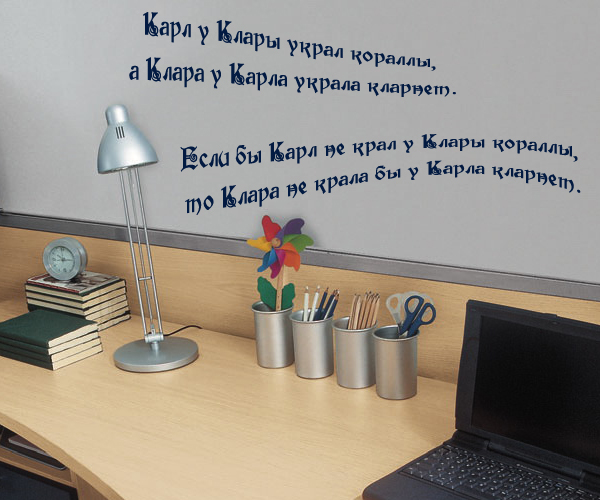 Карл у Клары украл кораллы,
а Клара у Карла украла кларнет.
Если бы Карл не крал у Клары кораллы,
то Клара не крала бы у Карла кларнет.